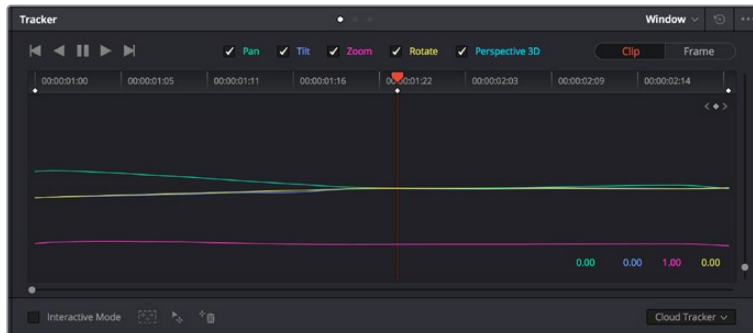 Tracker Window
Pan Tilt Zoom Rotate Perspective 3D Clip Frame
00:00:01:00 00:00:01:05 00:00:01:11 00:00:01:16 00:00:01:22 00:00:02:03 00:00:02:09 00:00:02:14
0.00 0.00 1.00 0.00
Interactive Mode Cloud Tracker